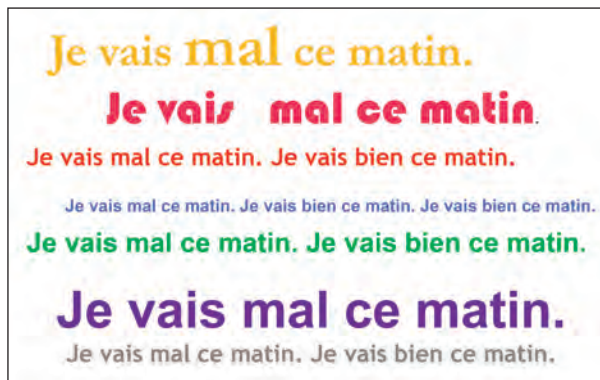 Je vais mal ce matin.
Je vais mal ce matin.
Je vais mal ce matin. Je vais bien ce matin.
Je vais mal ce matin. Je vais bien ce matin. Je vais bien ce matin.
Je vais mal ce matin. Je vais bien ce matin.
Je vais mal ce matin.
Je vais mal ce matin. Je vais bien ce matin.